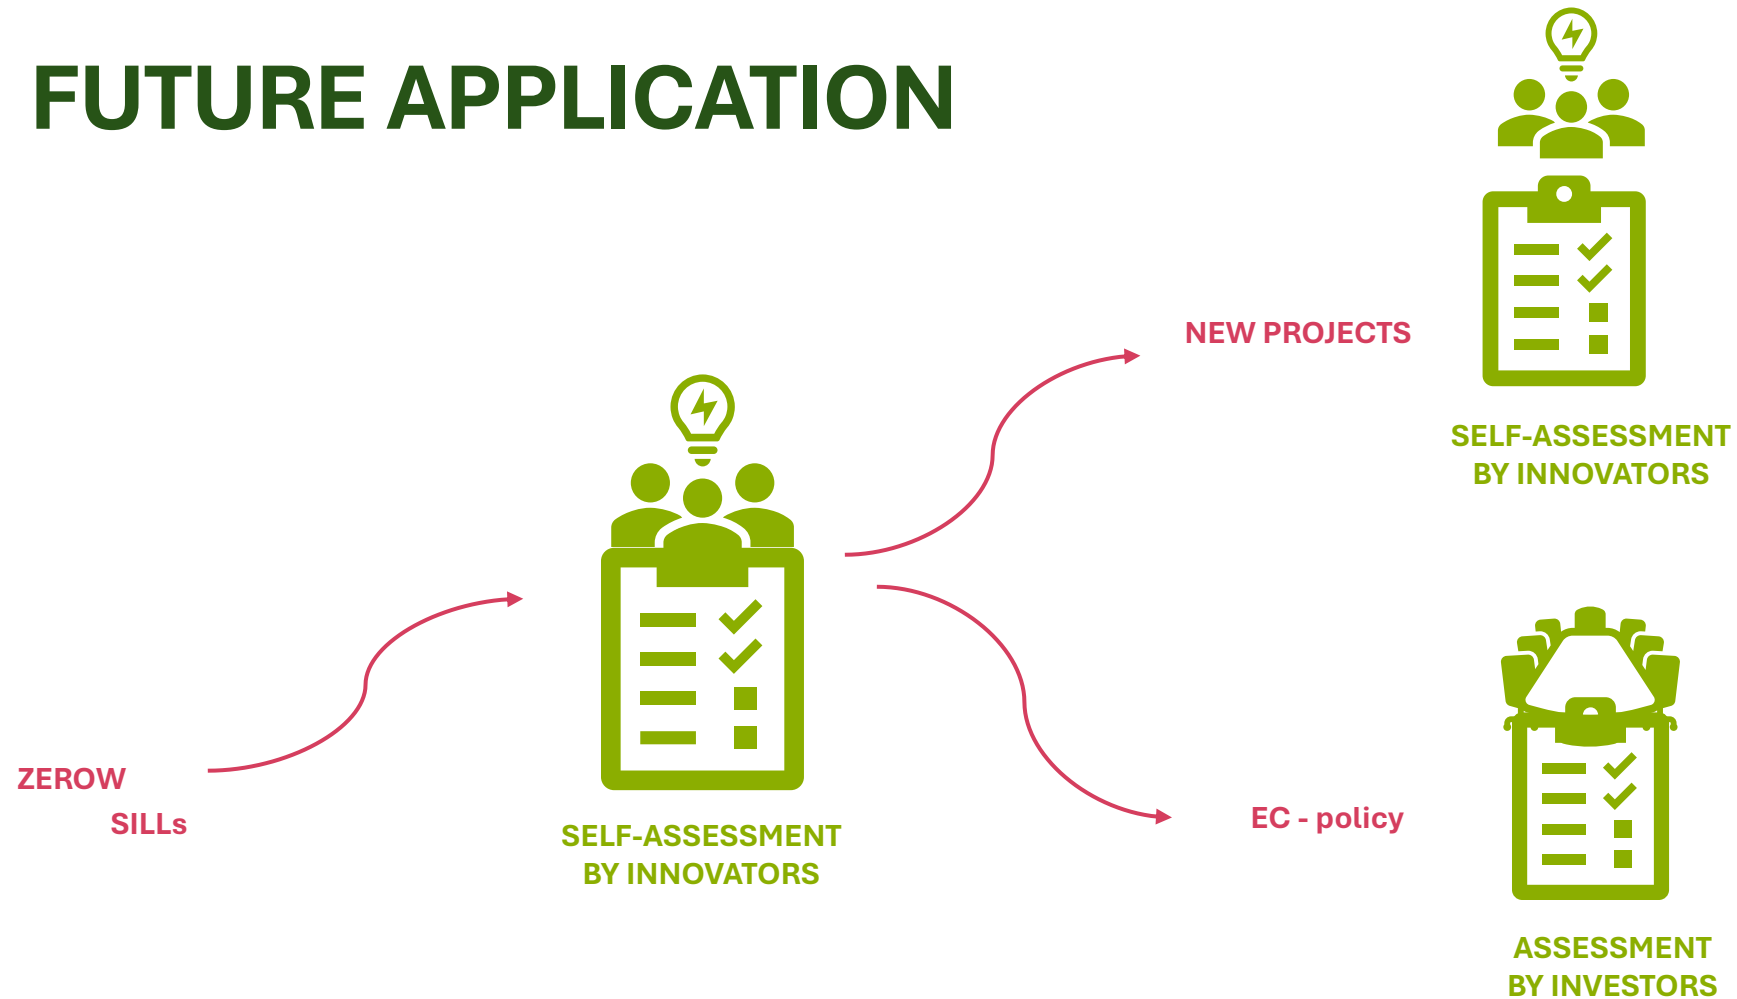 FUTURE APPLICATION
ZEROW
SILLs
SELF-ASSESSMENT
BY INNOVATORS
NEW PROJECTS
SELF-ASSESSMENT
BY INNOVATORS
EC - policy
ASSESSMENT
BY INVESTORS